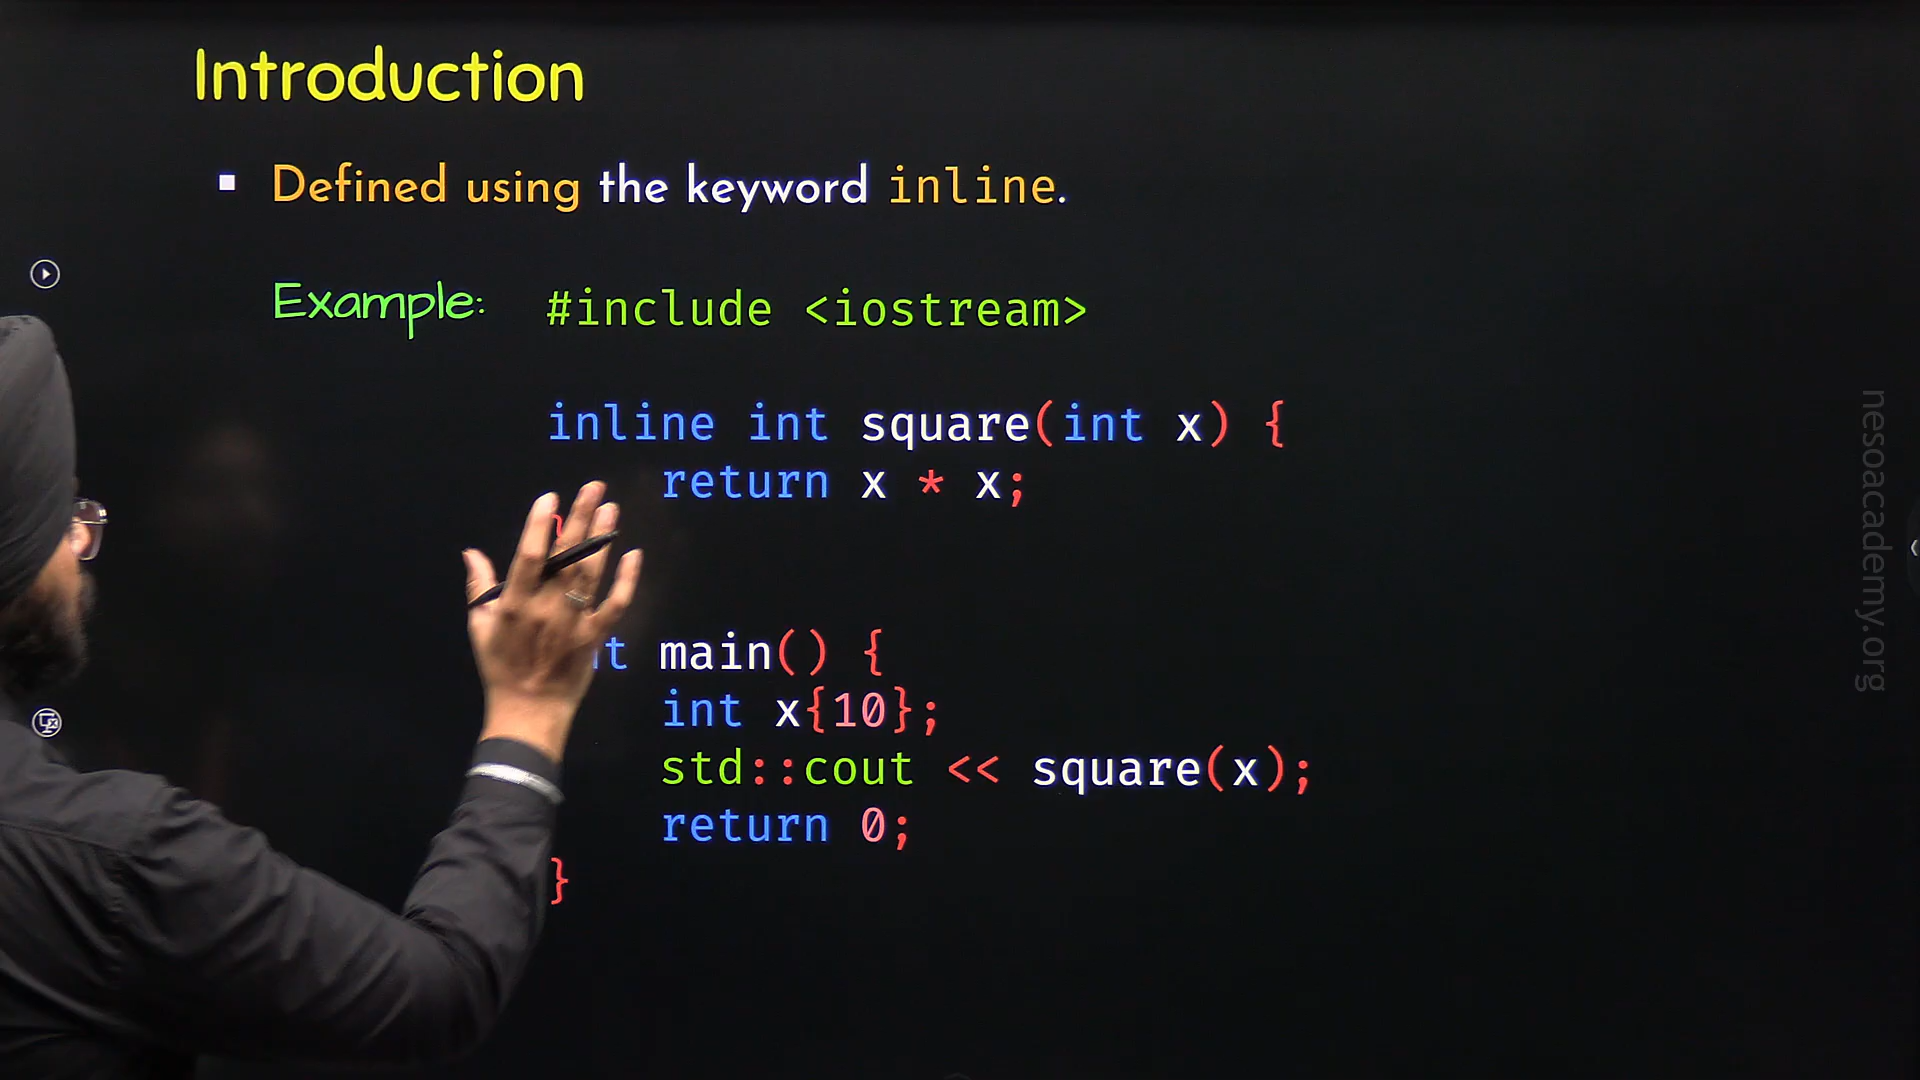 Introduction
▪ Defined using the keyword inline.
Example: #include <iostream>
inline int square(int x) {
return x * x;
}
main() {
int x{10};
std::cout << square(x);
return 0;
}
nesoacademy.org